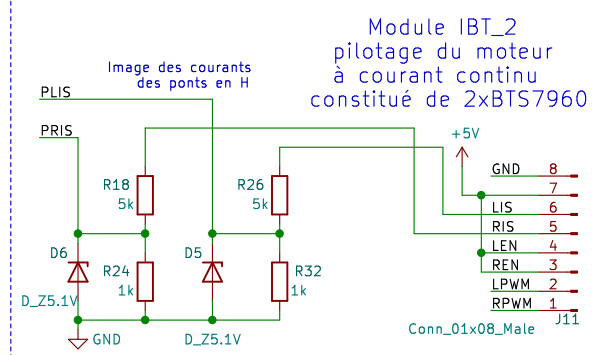 Module IBT_2
pilotage du moteur
à courant continu
constitué de 2xBTS7960
Image des courants
des ponts en H
PLIS
PRIS
+5V
R18
5k
R26
5k
D6
D_Z5.1V
R24
1k
D5
D_Z5.1V
R32
1k
GND
GND 8
7
LIS 6
RIS 5
LEN 4
REN 3
LPWM 2
RPWM 1
J11
Conn_01x08_Male